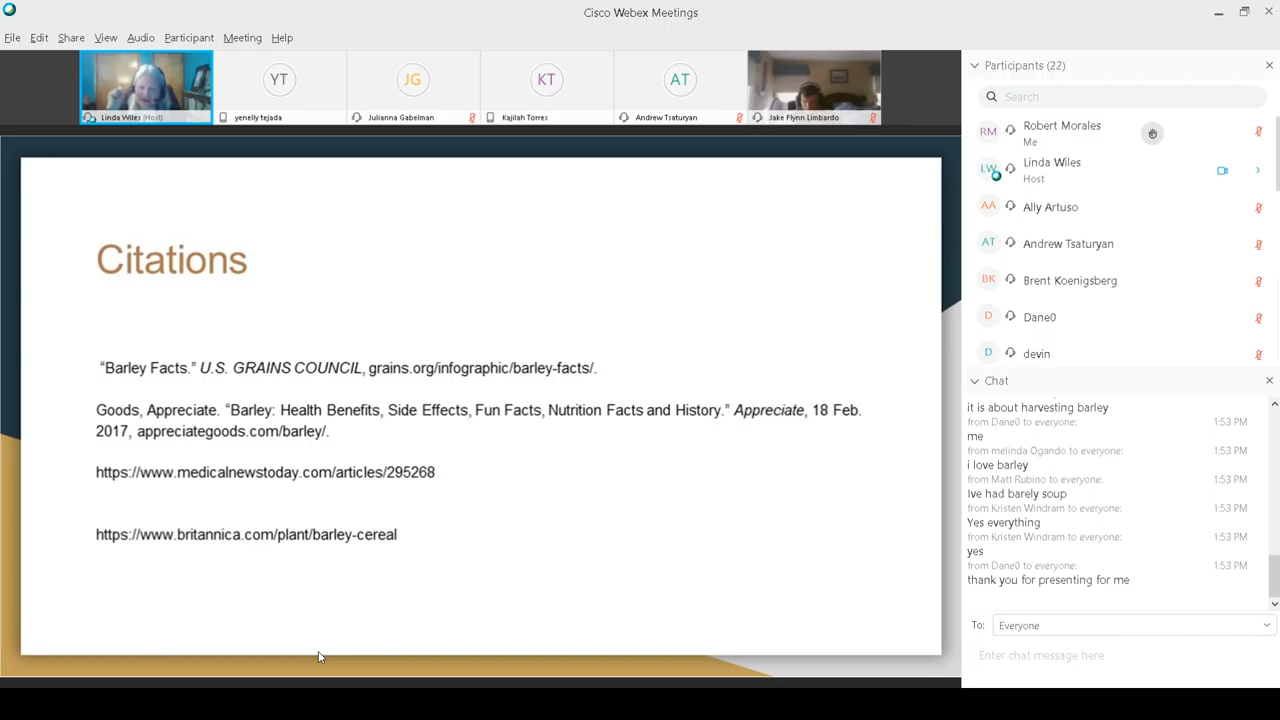 Cisco Webex Meetings
File Edit Share View Audio Participant Meeting Help
YT JG KT AT
Linda Wiles (Host) yenelly tejada Julianna Gabelman Kajilah Torres Andrew Tsaturyan Jake Flynn Limbardo
Citations
“Barley Facts.” U.S. GRAINS COUNCIL, grains.org/infographic/barley-facts/.
Goods, Appreciate. “Barley: Health Benefits, Side Effects, Fun Facts, Nutrition Facts and History.” Appreciate, 18 Feb.
2017, appreciategoods.com/barley/.
https://www.medicalnewstoday.com/articles/295268
https://www.britannica.com/plant/barley-cereal
Participants (22)
Search
RM Robert Morales
Me
LW Linda Wiles
Host
AA Ally Artuso
AT Andrew Tsaturyan
BK Brent Koenigsberg
D Dane0
D devin
Chat
it is about harvesting barley
from Dane0 to everyone: 1:53 PM
me
from melinda Ogando to everyone: 1:53 PM
i love barley
from Matt Rubino to everyone: 1:53 PM
Ive had barely soup
from Kristen Windram to everyone: 1:53 PM
Yes everything
from Kristen Windram to everyone: 1:53 PM
yes
from Dane0 to everyone: 1:53 PM
thank you for presenting for me
To: Everyone
Enter chat message here